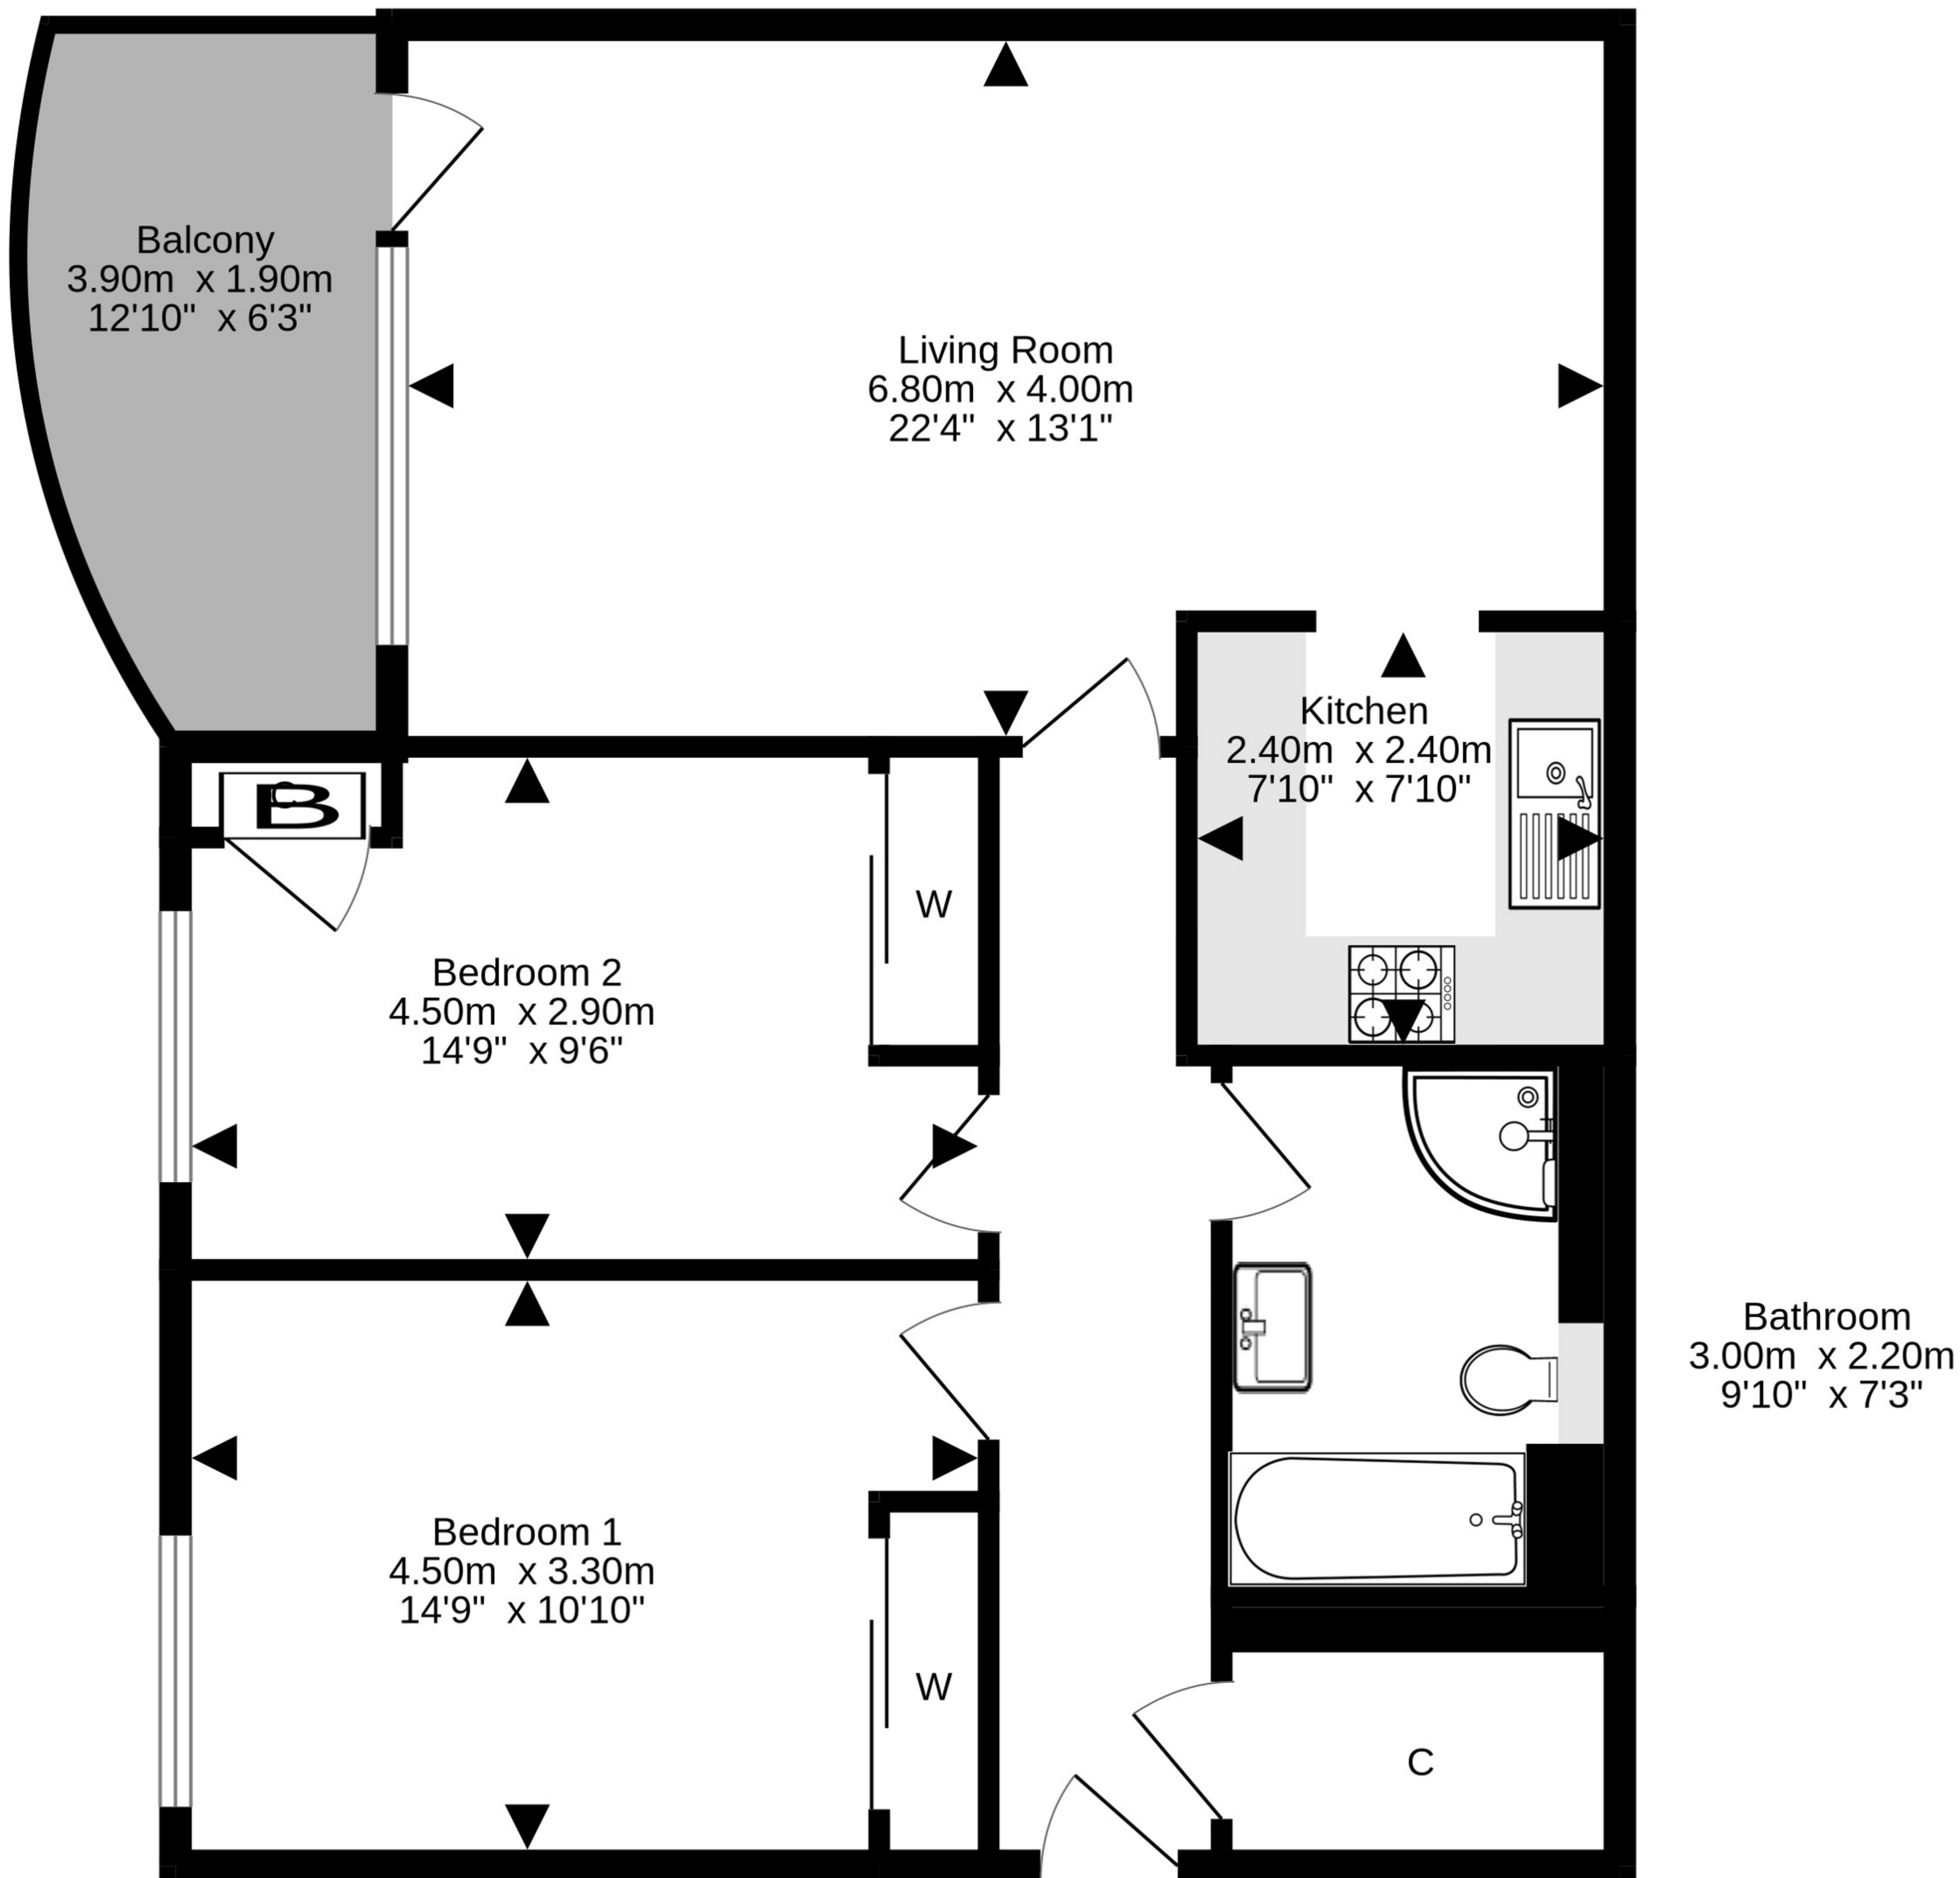 Balcony
3.90m x 1.90m
12'10" x 6'3"
Living Room
6.80m x 4.00m
22'4" x 13'1"
Kitchen
2.40m x 2.40m
7'10" x 7'10"
C
B
W
Bedroom 2
4.50m x 2.90m
14'9" x 9'6"
Bathroom
3.00m x 2.20m
9'10" x 7'3"
Bedroom 1
4.50m x 3.30m
14'9" x 10'10"
W
C